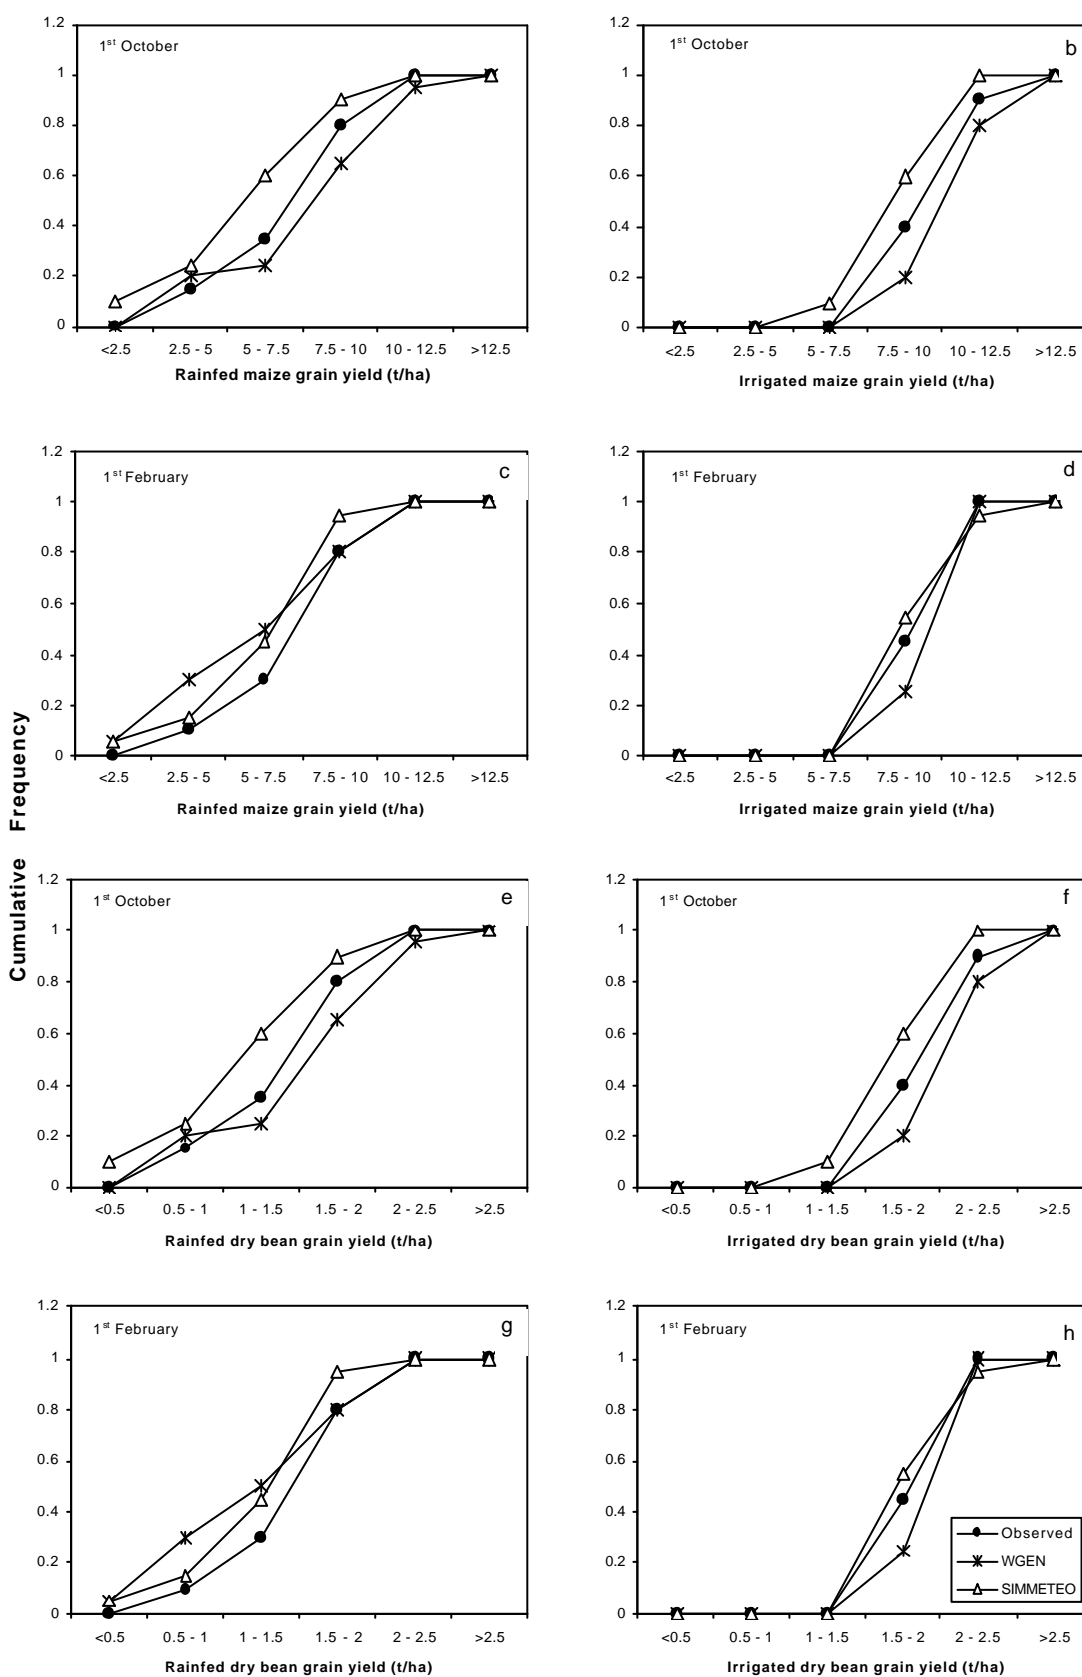 1st October
1.2
1
0.8
0.6
0.4
0.2
0
<2.5 2.5 - 5 5 - 7.5 7.5 - 10 10 - 12.5 >12.5
Rainfed maize grain yield (t/ha)
1st October
b
1.2
1
0.8
0.6
0.4
0.2
0
<2.5 2.5 - 5 5 - 7.5 7.5 - 10 10 - 12.5 >12.5
Irrigated maize grain yield (t/ha)
1st February
c
1.2
1
0.8
0.6
0.4
0.2
0
<2.5 2.5 - 5 5 - 7.5 7.5 - 10 10 - 12.5 >12.5
Rainfed maize grain yield (t/ha)
1st February
d
1.2
1
0.8
0.6
0.4
0.2
0
<2.5 2.5 - 5 5 - 7.5 7.5 - 10 10 - 12.5 >12.5
Irrigated maize grain yield (t/ha)
Cumulative Frequency
1st October
e
1.2
1
0.8
0.6
0.4
0.2
0
<0.5 0.5 - 1 1 - 1.5 1.5 - 2 2 - 2.5 >2.5
Rainfed dry bean grain yield (t/ha)
1st October
f
1.2
1
0.8
0.6
0.4
0.2
0
<0.5 0.5 - 1 1 - 1.5 1.5 - 2 2 - 2.5 >2.5
Irrigated dry bean grain yield (t/ha)
1st February
g
1.2
1
0.8
0.6
0.4
0.2
0
<0.5 0.5 - 1 1 - 1.5 1.5 - 2 2 - 2.5 >2.5
Rainfed dry bean grain yield (t/ha)
1st February
h
1.2
1
0.8
0.6
0.4
0.2
0
Observed
WGEN
SIMMETEO
<0.5 0.5 - 1 1 - 1.5 1.5 - 2 2 - 2.5 >2.5
Irrigated dry bean grain yield (t/ha)